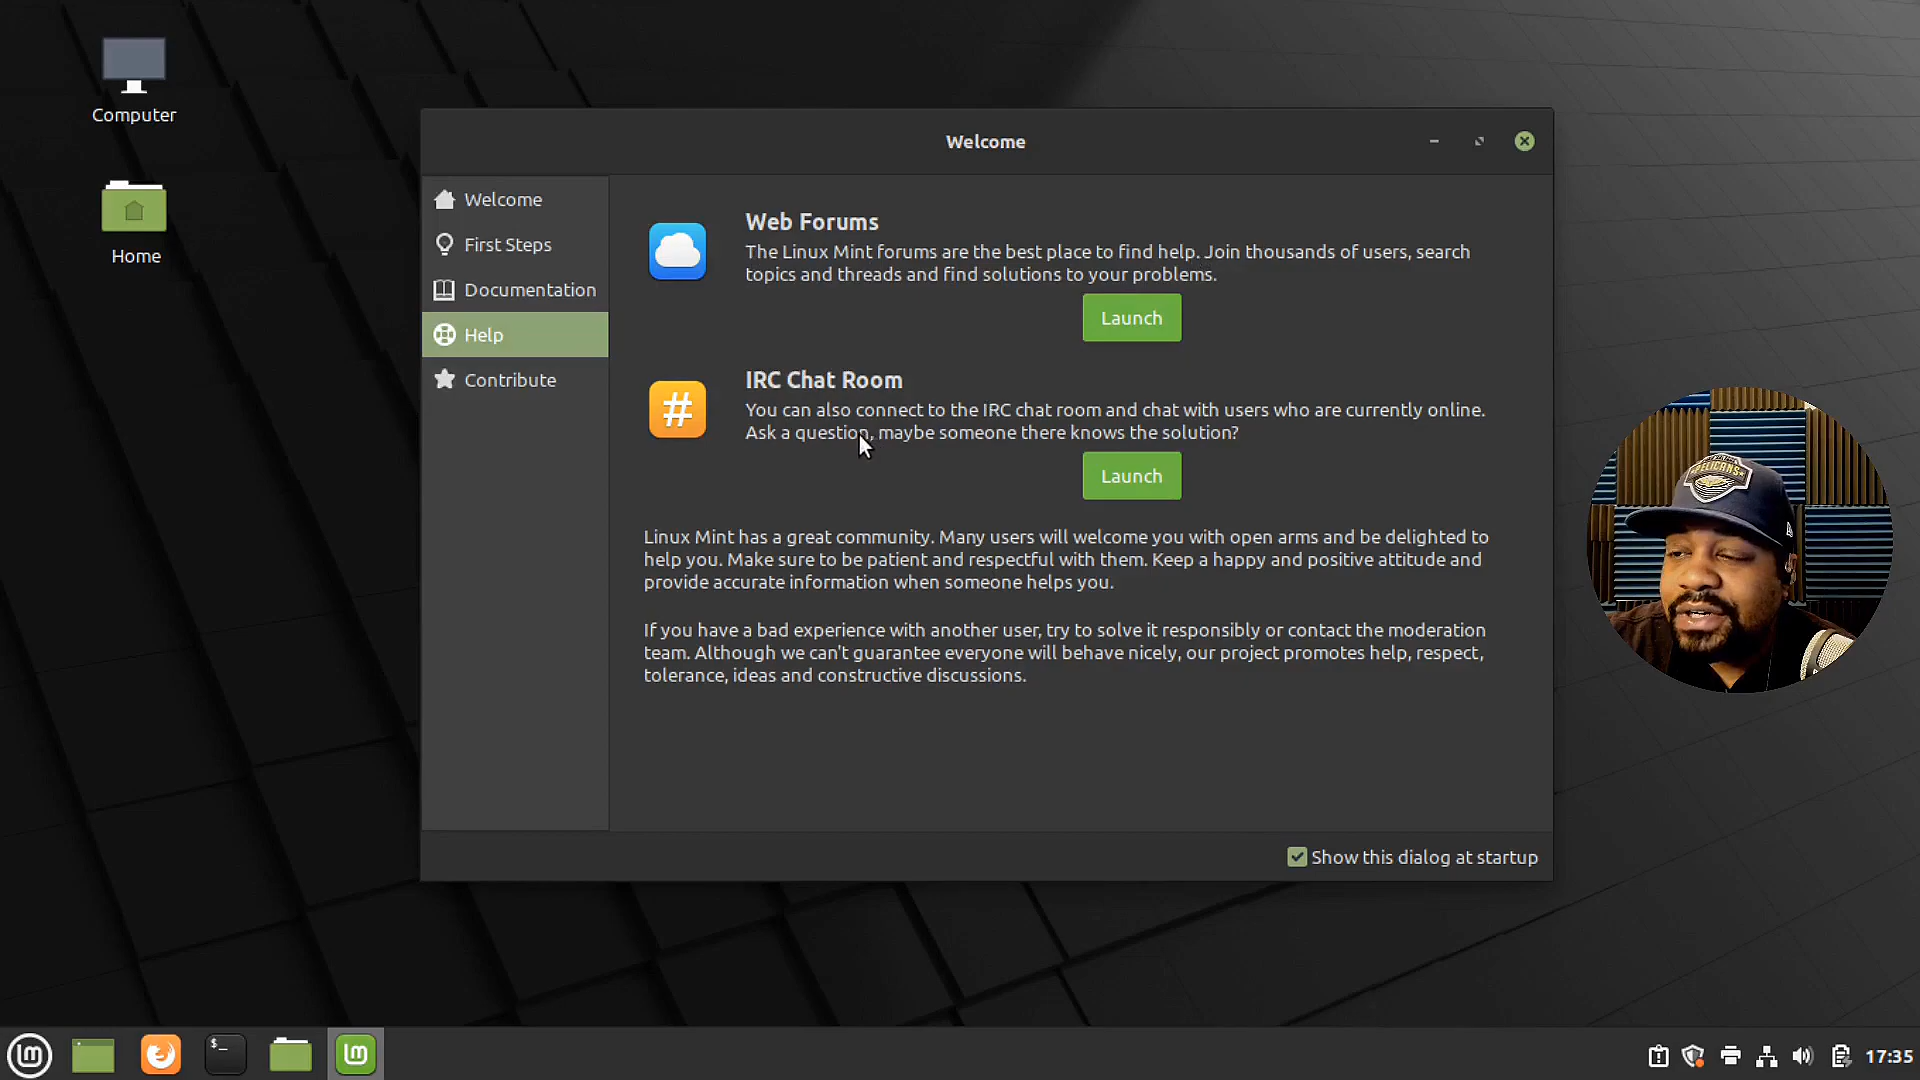 Computer
Home
Welcome
Welcome
First Steps
Documentation
Help
Contribute
Web Forums
The Linux Mint forums are the best place to find help. Join thousands of users, search
topics and threads and find solutions to your problems.
Launch
IRC Chat Room
You can also connect to the IRC chat room and chat with users who are currently online.
Ask a question, maybe someone there knows the solution?
Launch
Linux Mint has a great community. Many users will welcome you with open arms and be delighted to
help you. Make sure to be patient and respectful with them. Keep a happy and positive attitude and
provide accurate information when someone helps you.
If you have a bad experience with another user, try to solve it responsibly or contact the moderation
team. Although we can't guarantee everyone will behave nicely, our project promotes help, respect,
tolerance, ideas and constructive discussions.
Show this dialog at startup
PELICANS
$_
17:35